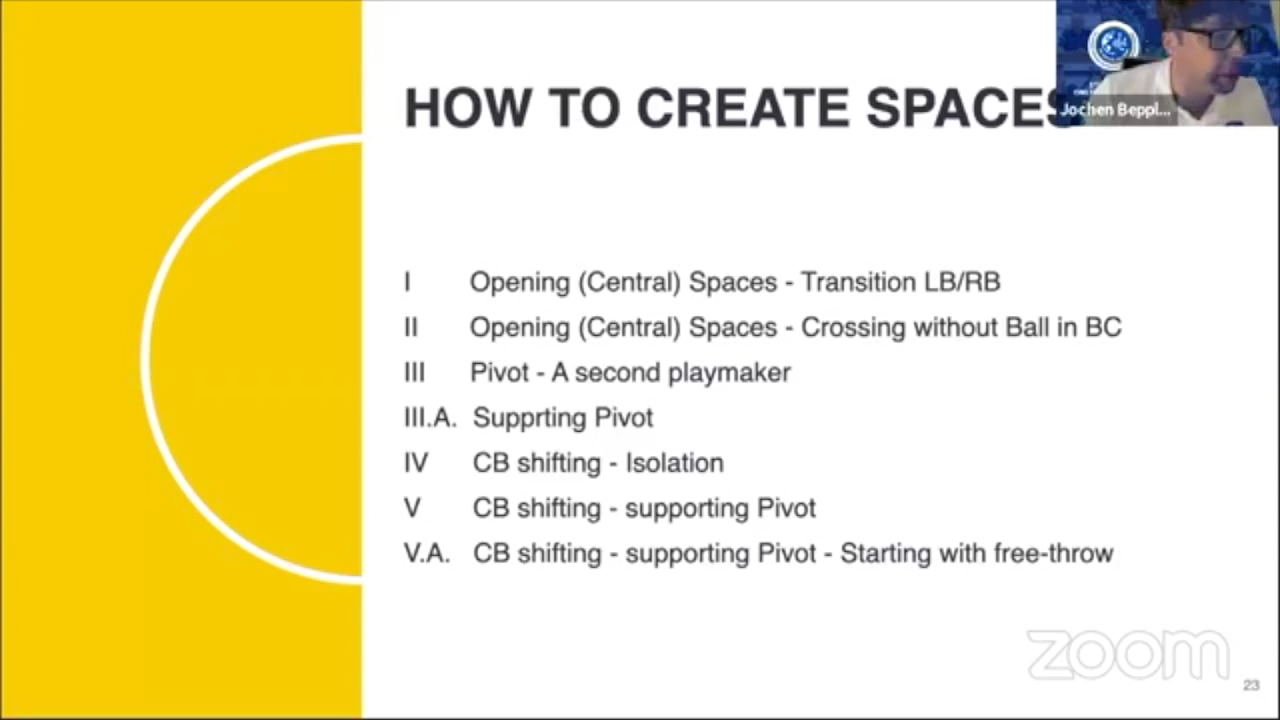 HOW TO CREATE SPACES
Jochen Beppl...
I Opening (Central) Spaces - Transition LB/RB
II Opening (Central) Spaces - Crossing without Ball in BC
III Pivot - A second playmaker
III.A. Supprting Pivot
IV CB shifting - Isolation
V CB shifting - supporting Pivot
V.A. CB shifting - supporting Pivot - Starting with free-throw
zoom
23